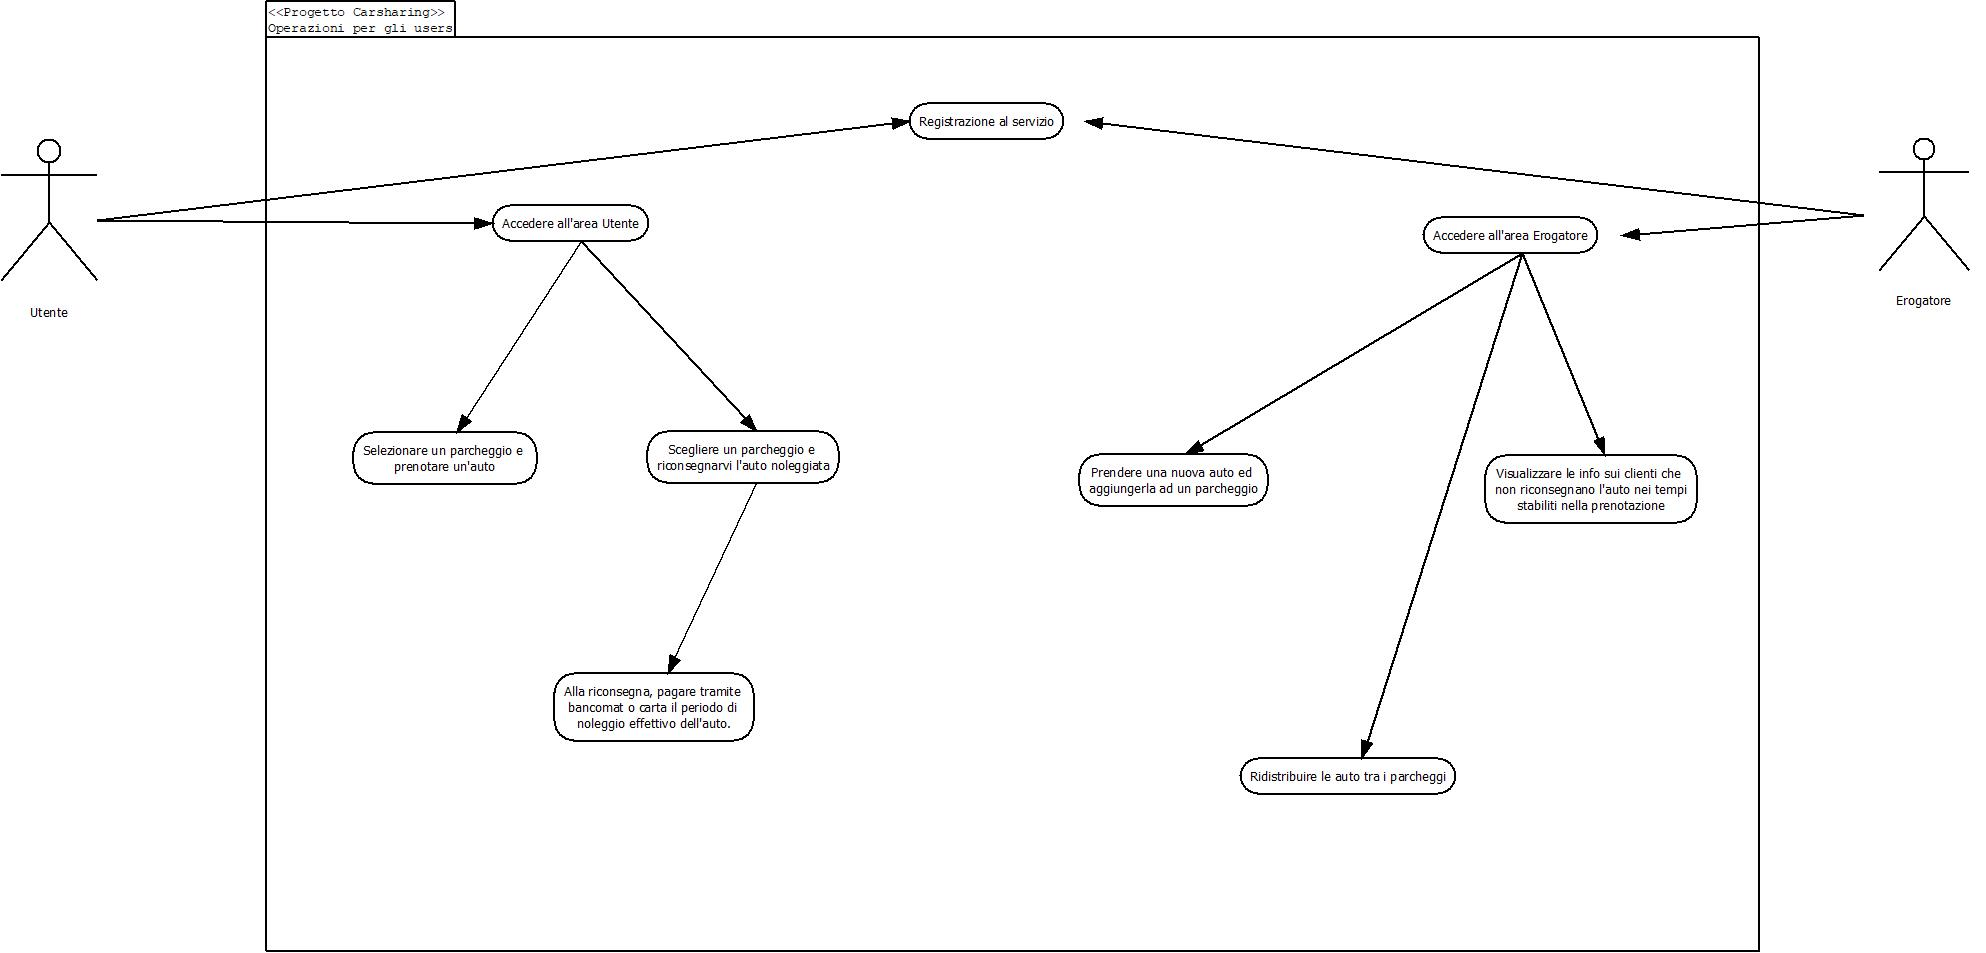 <<Progetto Carsharing>>
Operazioni per gli users
Registrazione al servizio
Accedere all'area Utente
Accedere all'area Erogatore
Utente
Erogatore
Selezionare un parcheggio e
prenotare un'auto
Scegliere un parcheggio e
riconsegnarvi l'auto noleggiata
Prendere una nuova auto ed
aggiungerla ad un parcheggio
Visualizzare le info sui clienti che
non riconsegnano l'auto nei tempi
stabiliti nella prenotazione
Alla riconsegna, pagare tramite
bancomat o carta il periodo di
noleggio effettivo dell'auto.
Ridistribuire le auto tra i parcheggi